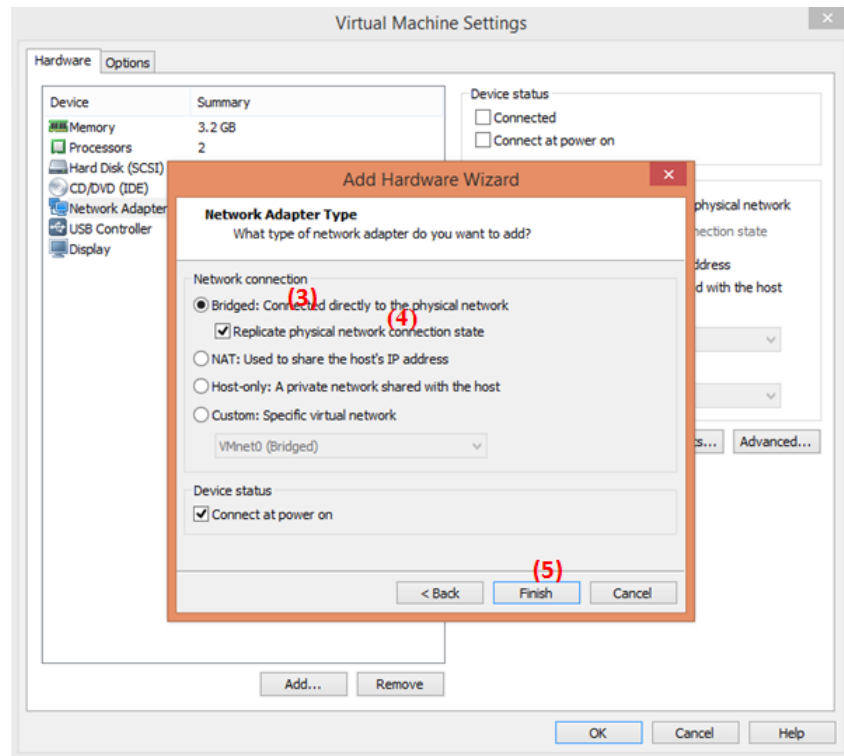 Virtual Machine Settings
Hardware Options
Device Summary
Memory 3.2 GB
Processors 2
Hard Disk (SCSI)
CD/DVD (IDE)
Network Adapter
USB Controller
Display
Device status
Connected
Connect at power on
physical network
nection state
ddress
d with the host
s... Advanced...
Add Hardware Wizard
Network Adapter Type
What type of network adapter do you want to add?
Network connection
(3)
Bridged: Connected directly to the physical network
(4)
Replicate physical network connection state
NAT: Used to share the host's IP address
Host-only: A private network shared with the host
Custom: Specific virtual network
VMnet0 (Bridged)
Device status
Connect at power on
(5)
< Back Finish Cancel
Add... Remove
OK Cancel Help